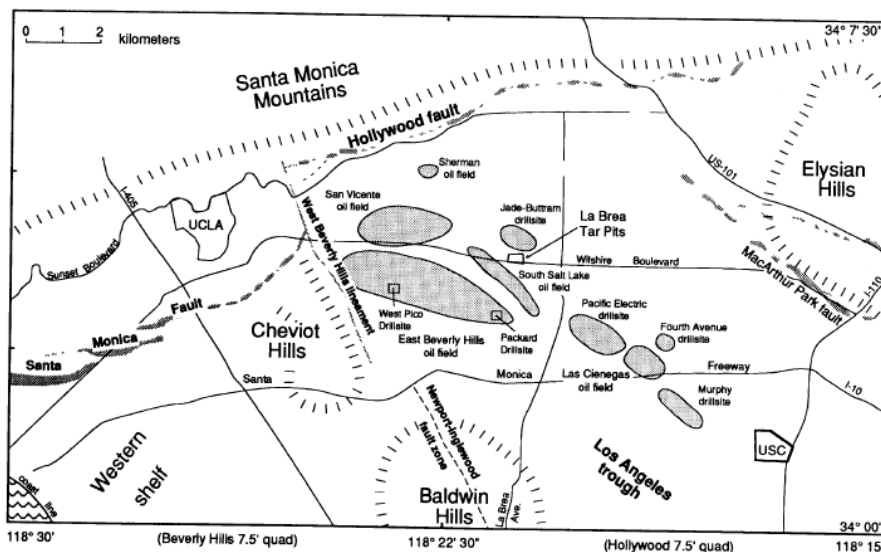 0 1 2
kilometers
34° 7' 30"
Santa Monica
Mountains
Hollywood fault
Sherman
oil field
US-101
Elysian
Hills
I-405
UCLA
San Vicente
oil field
Jade-Buttram
drillsite
La Brea
Tar Pits
West Beverly Hills lineament
Sunset Boulevard
Wilshire Boulevard
South Salt Lake
oil field
MacArthur Park fault
I-110
Santa Monica Fault
West Pico
Drillsite
Packard
Drillsite
East Beverly Hills
oil field
Cheviot
Hills
Pacific Electric
drillsite
Fourth Avenue
drillsite
Las Cienegas
oil field
Santa Monica Freeway
I-10
Murphy
drillsite
Newport-Inglewood
fault zone
Western
shelf
Los Angeles
trough
USC
Baldwin
Hills
La Brea
Ave.
coast
line
34° 00'
118° 30'
(Beverly Hills 7.5' quad)
118° 22' 30"
(Hollywood 7.5' quad)
118° 15'